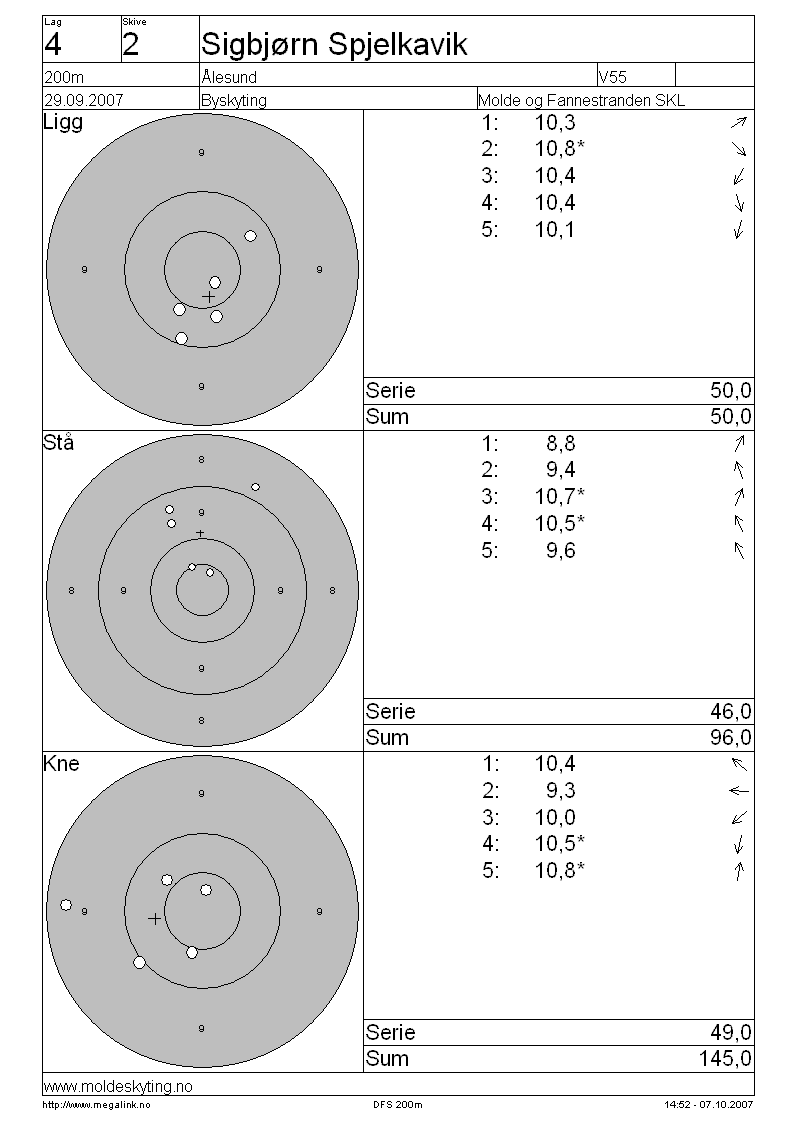 Lag Skive
4 2 Sigbjørn Spjelkavik
200m Ålesund V55
29.09.2007 Byskyting Molde og Fannestranden SKL
Ligg
9
9 9
9
1: 10,3
2: 10,8*
3: 10,4
4: 10,4
5: 10,1
Serie 50,0
Sum 50,0
Stå
8
9
8 9 9 8
9
8
1: 8,8
2: 9,4
3: 10,7*
4: 10,5*
5: 9,6
Serie 46,0
Sum 96,0
Kne
9
9 9
9
1: 10,4
2: 9,3
3: 10,0
4: 10,5*
5: 10,8*
Serie 49,0
Sum 145,0
www.moldeskyting.no
http://www.megalink.no DFS 200m 14:52 - 07.10.2007